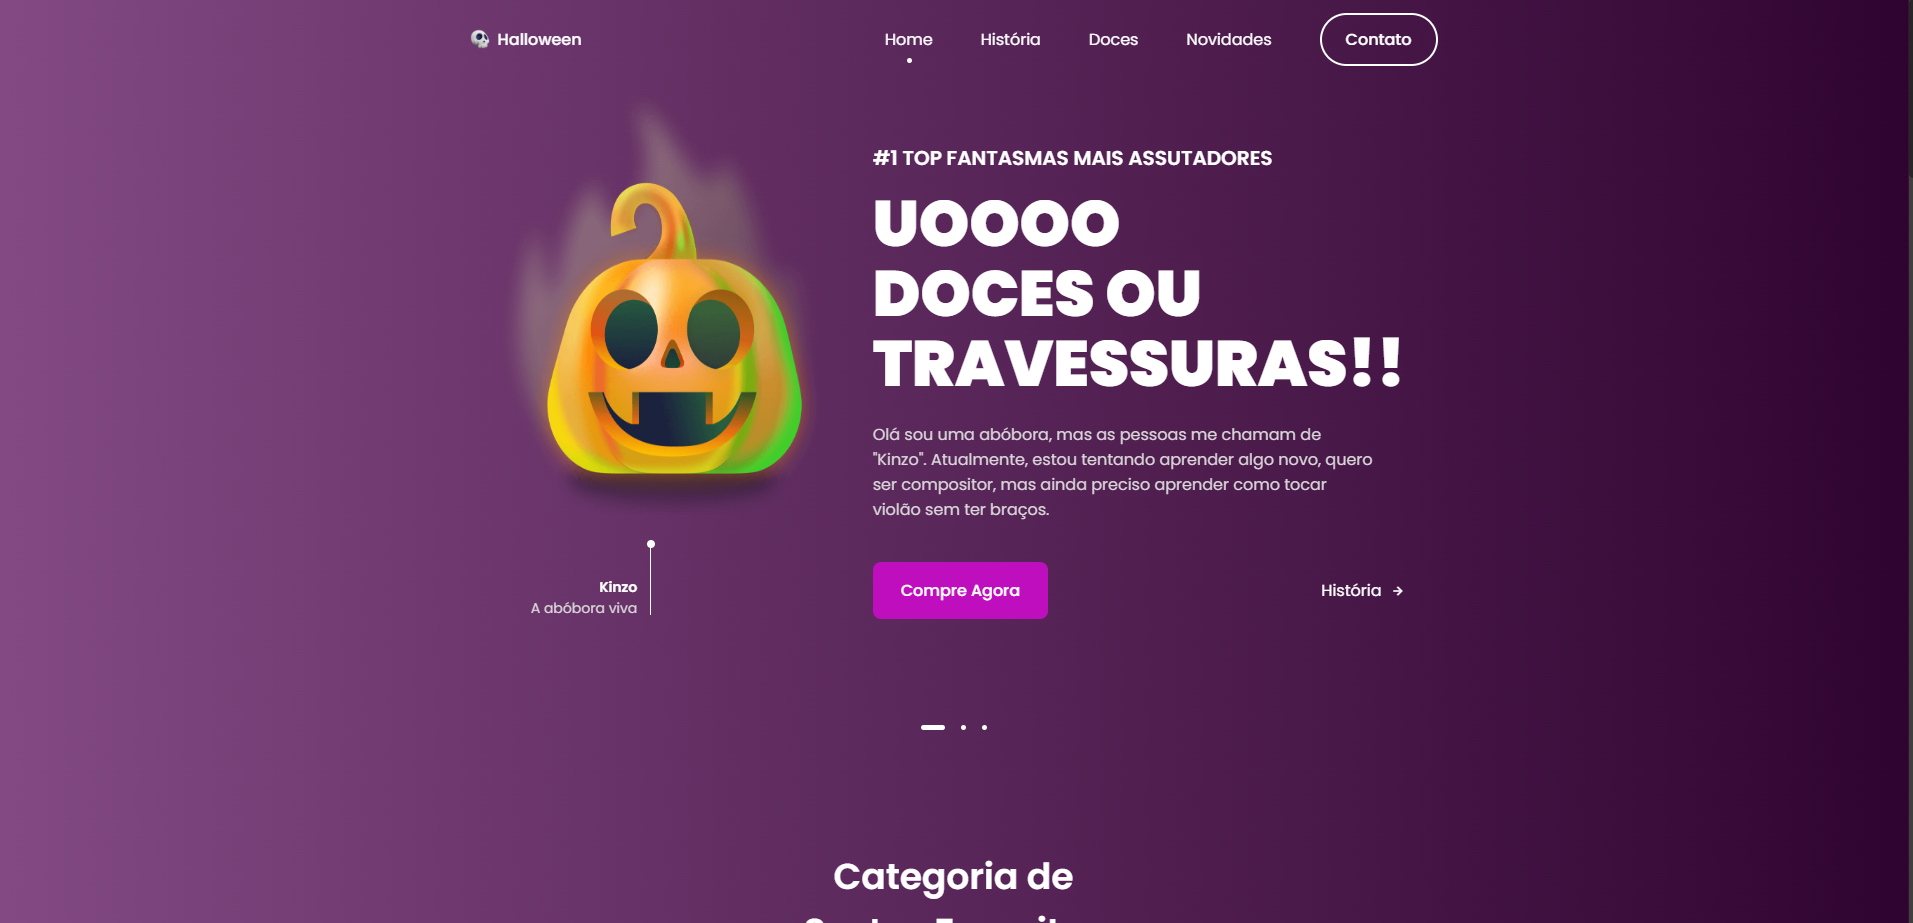 Halloween
Home
História
Doces
Novidades
Contato
#1 TOP FANTASMAS MAIS ASSUTADORES
UOOOO
DOCES OU
TRAVESSURAS!!
Olá sou uma abóbora, mas as pessoas me chamam de
"Kinzo". Atualmente, estou tentando aprender algo novo, quero
ser compositor, mas ainda preciso aprender como tocar
violão sem ter braços.
Kinzo
A abóbora viva
Compre Agora
História
Categoria de